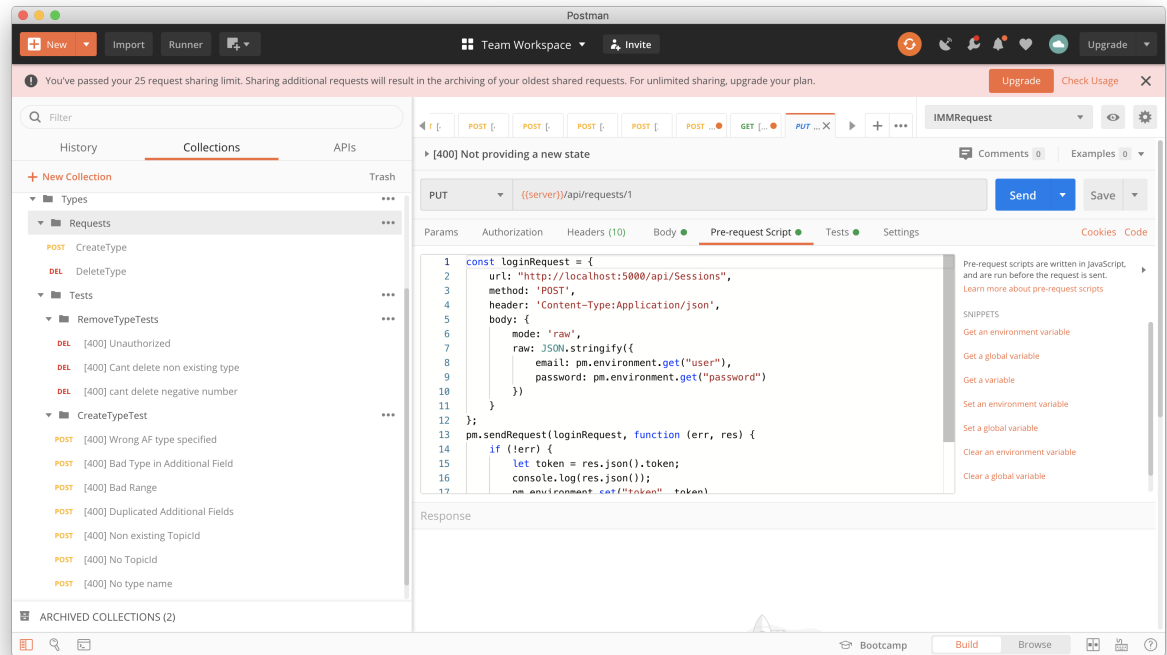 Postman
New
Import
Runner
Team Workspace
Invite
Upgrade
You've passed your 25 request sharing limit. Sharing additional requests will result in the archiving of your oldest shared requests. For unlimited sharing, upgrade your plan.
Upgrade
Check Usage
Filter
History
Collections
APIs
+ New Collection
Trash
Types
Requests
POST CreateType
DEL DeleteType
Tests
RemoveTypeTests
DEL [400] Unauthorized
DEL [400] Cant delete non existing type
DEL [400] cant delete negative number
CreateTypeTest
POST [400] Wrong AF type specified
POST [400] Bad Type in Additional Field
POST [400] Bad Range
POST [400] Duplicated Additional Fields
POST [400] Non existing TopicId
POST [400] No TopicId
POST [400] No type name
ARCHIVED COLLECTIONS (2)
POST [
POST [
POST [
POST [
POST ...
GET [...
PUT ...
IMMRequest
[400] Not providing a new state
Comments 0
Examples 0
PUT
{{server}}/api/requests/1
Send
Save
Params
Authorization
Headers (10)
Body
Pre-request Script
Tests
Settings
Cookies
Code
1 const loginRequest = {
2 url: "http://localhost:5000/api/Sessions",
3 method: 'POST',
4 header: 'Content-Type:Application/json',
5 body: {
6 mode: 'raw',
7 raw: JSON.stringify({
8 email: pm.environment.get("user"),
9 password: pm.environment.get("password")
10 })
11 }
12 };
13 pm.sendRequest(loginRequest, function (err, res) {
14 if (!err) {
15 let token = res.json().token;
16 console.log(res.json());
17 pm.environment.set("token", token)
Pre-request scripts are written in JavaScript,
and are run before the request is sent.
Learn more about pre-request scripts
SNIPPETS
Get an environment variable
Get a global variable
Get a variable
Set an environment variable
Set a global variable
Clear an environment variable
Clear a global variable
Response
Bootcamp
Build
Browse